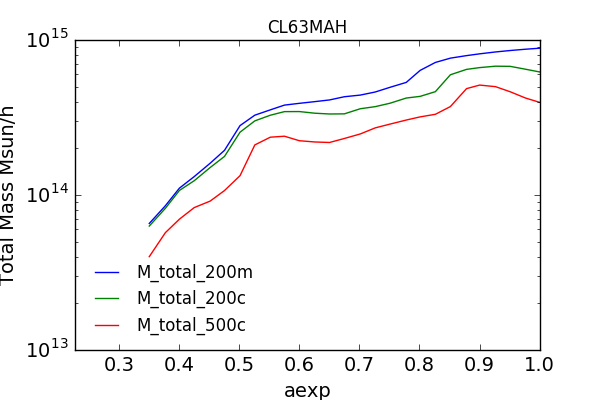 CL63MAH
10^15
10^14
10^13
Total Mass Msun/h
M_total_200m
M_total_200c
M_total_500c
0.3 0.4 0.5 0.6 0.7 0.8 0.9 1.0
aexp